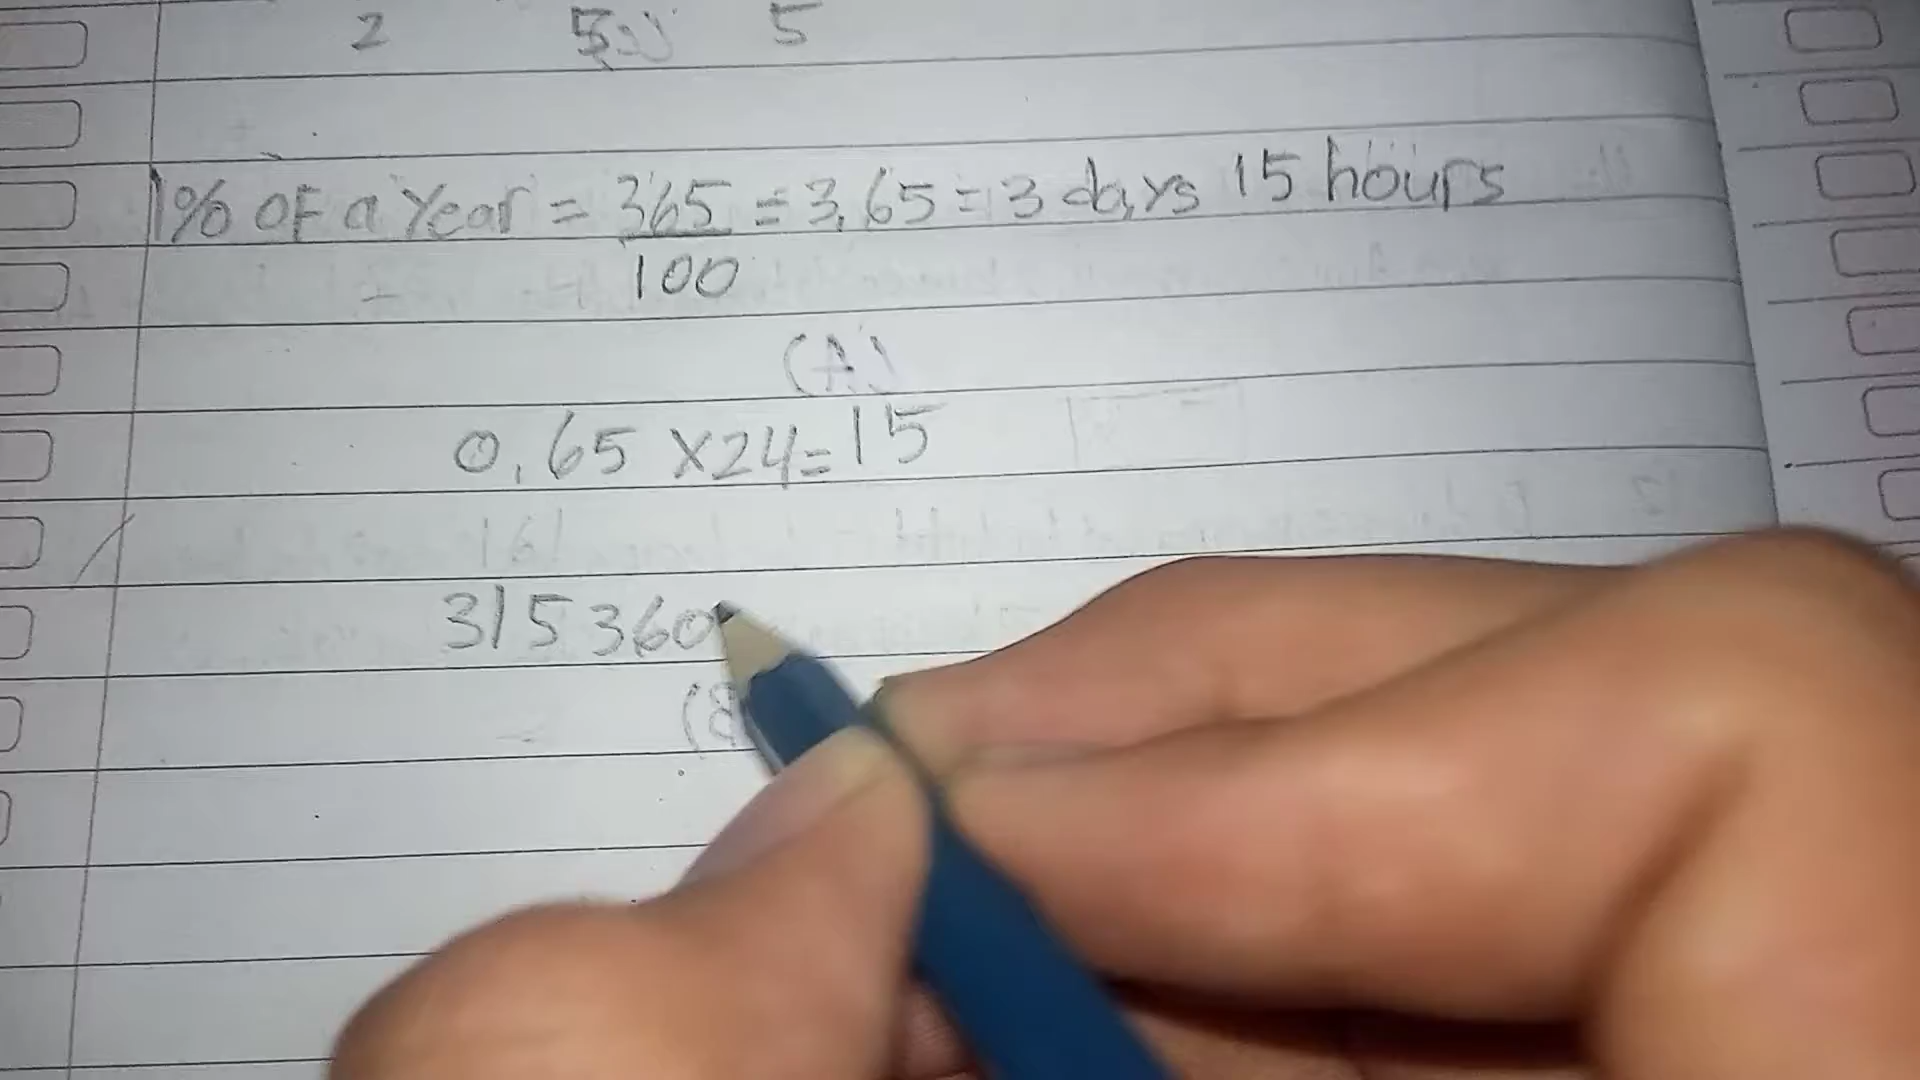 2 5 5
1% OF a Year = 365 = 3,65 = 3 days 15 hours
100
(A)
0,65 X24=15
315360